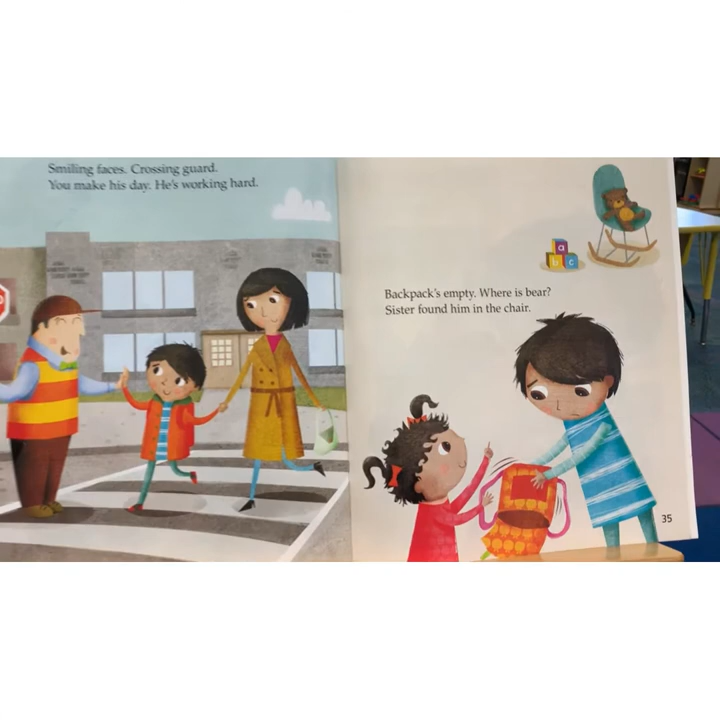 Smiling faces. Crossing guard.
You make his day. He's working hard.
a
b c
Backpack's empty. Where is bear?
Sister found him in the chair.
35